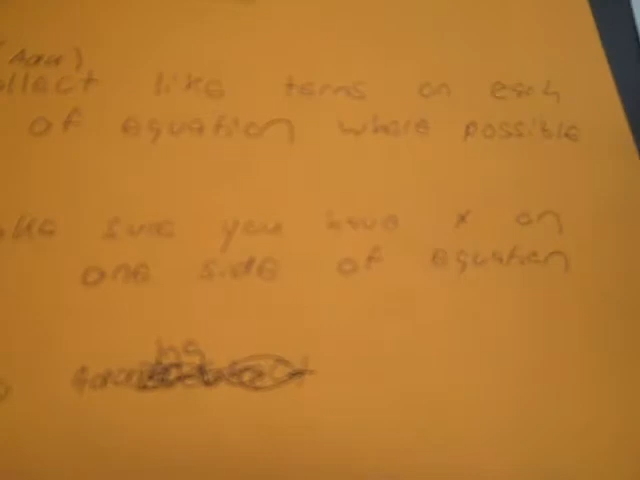 (Add)
ollect like terms on each
of equation where possible
ake sure you have x on
one side of equation